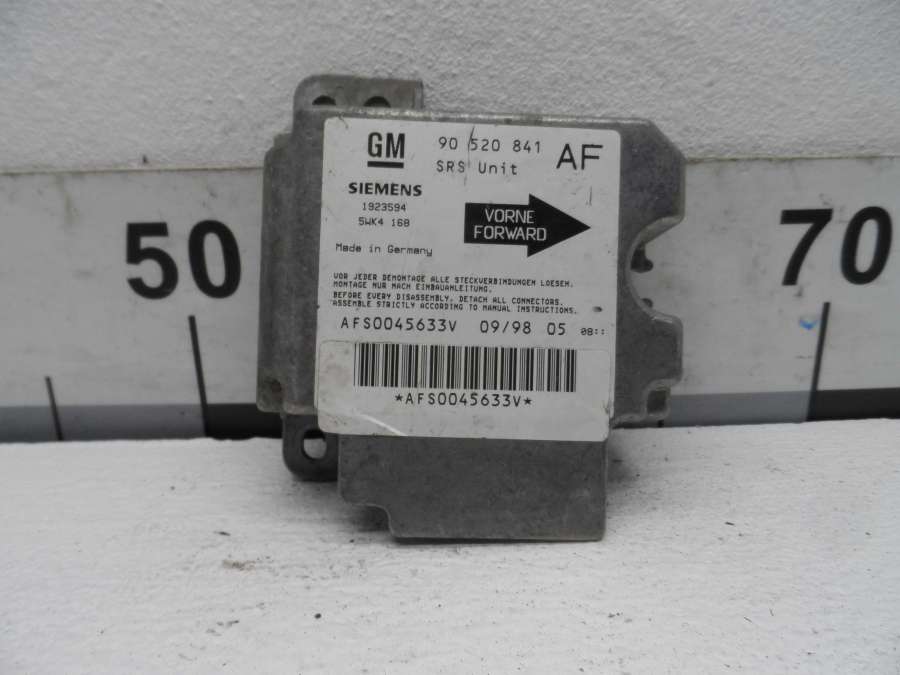 GM
90 520 841 AF
SRS Unit
SIEMENS
1923594
5WK4 168
VORNE
FORWARD
Made in Germany
VOR JEDER DEMONTAGE ALLE STECKVERBINDUNGEN LOESEN.
MONTAGE NUR NACH EINBAUANLEITUNG.
BEFORE EVERY DISASSEMBLY, DETACH ALL CONNECTORS.
ASSEMBLE STRICTLY ACCORDING TO MANUAL INSTRUCTIONS.
AFS0045633V 09/98 05 08::
*AFS0045633V*
50
70